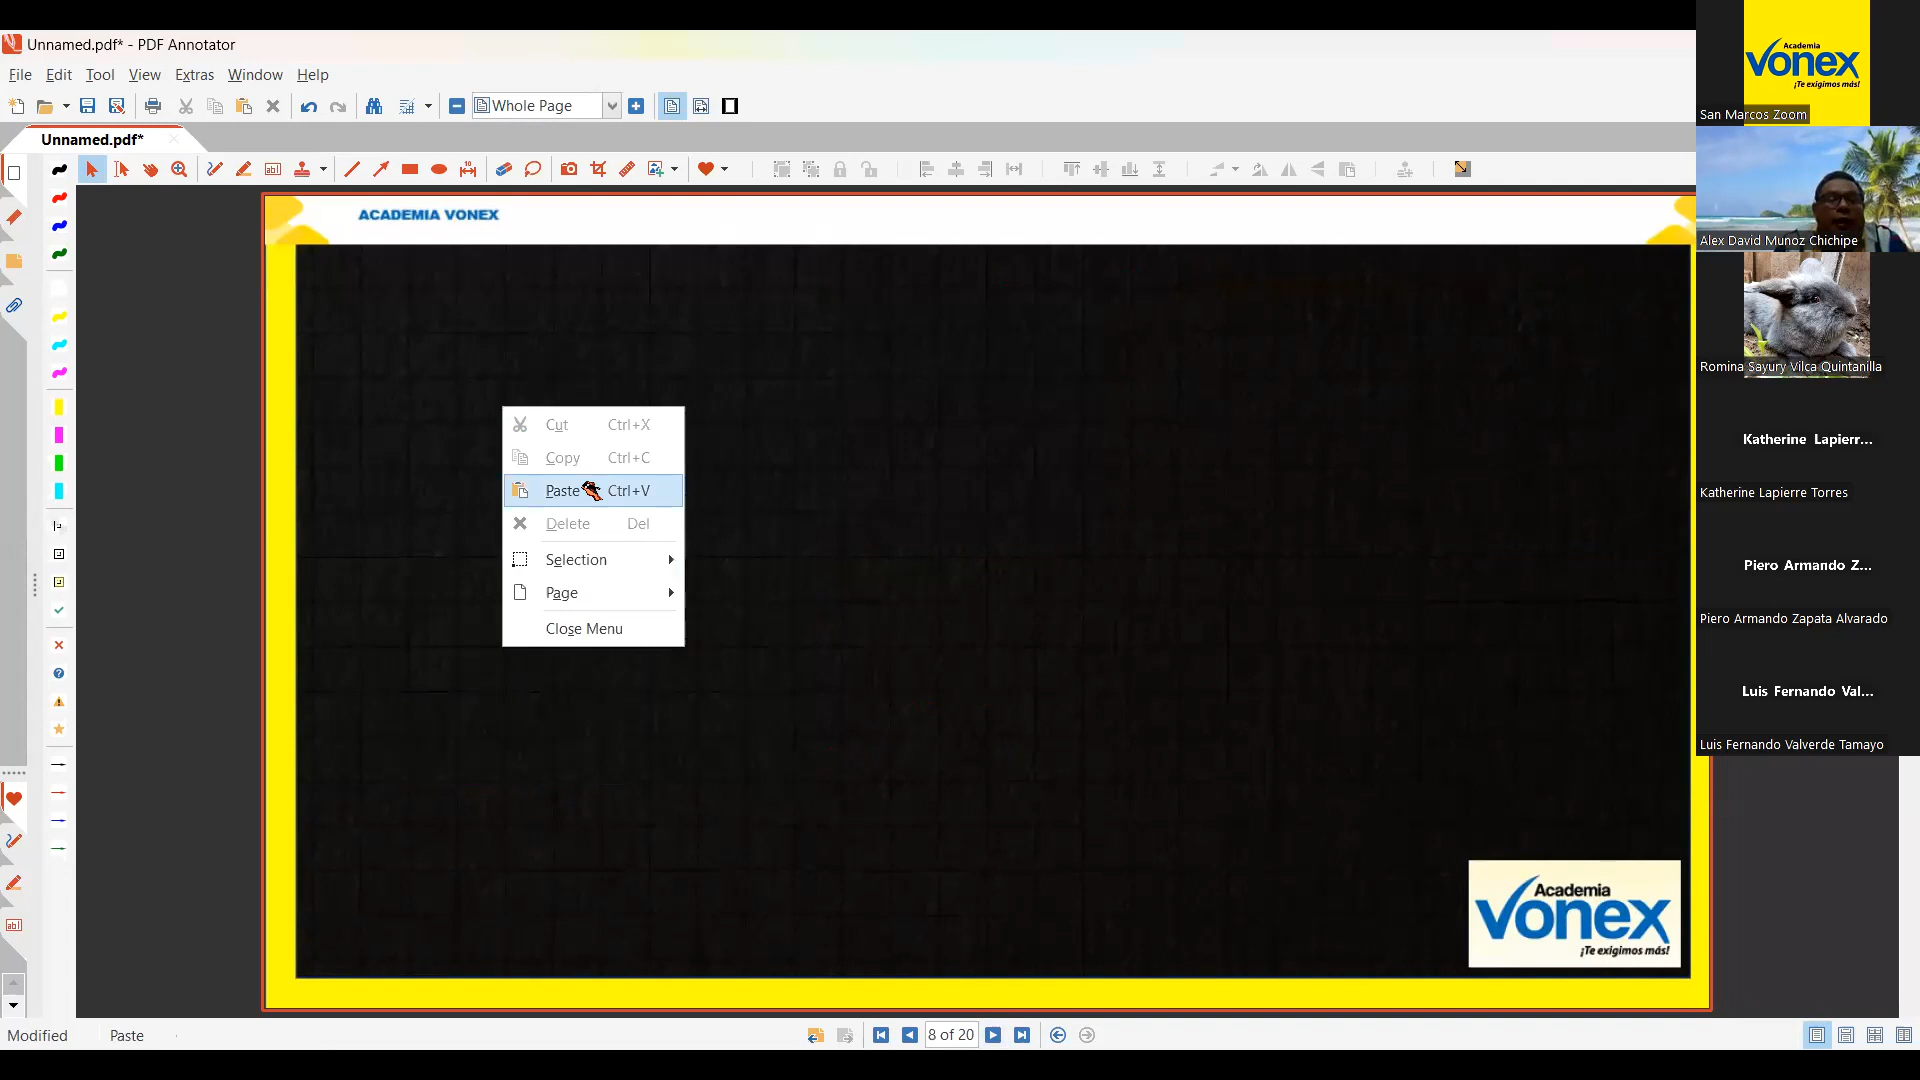 Unnamed.pdf* - PDF Annotator
File Edit Tool View Extras Window Help
Whole Page
Unnamed.pdf*
ACADEMIA VONEX
Cut Ctrl+X
Copy Ctrl+C
Paste Ctrl+V
Delete Del
Selection
Page
Close Menu
Academia
vonex
¡Te exigimos más!
Modified Paste
8 of 20
Academia
vonex
¡Te exigimos más!
San Marcos Zoom
Alex David Munoz Chichipe
Romina Sayury Vilca Quintanilla
Katherine Lapierr...
Katherine Lapierre Torres
Piero Armando Z...
Piero Armando Zapata Alvarado
Luis Fernando Val...
Luis Fernando Valverde Tamayo